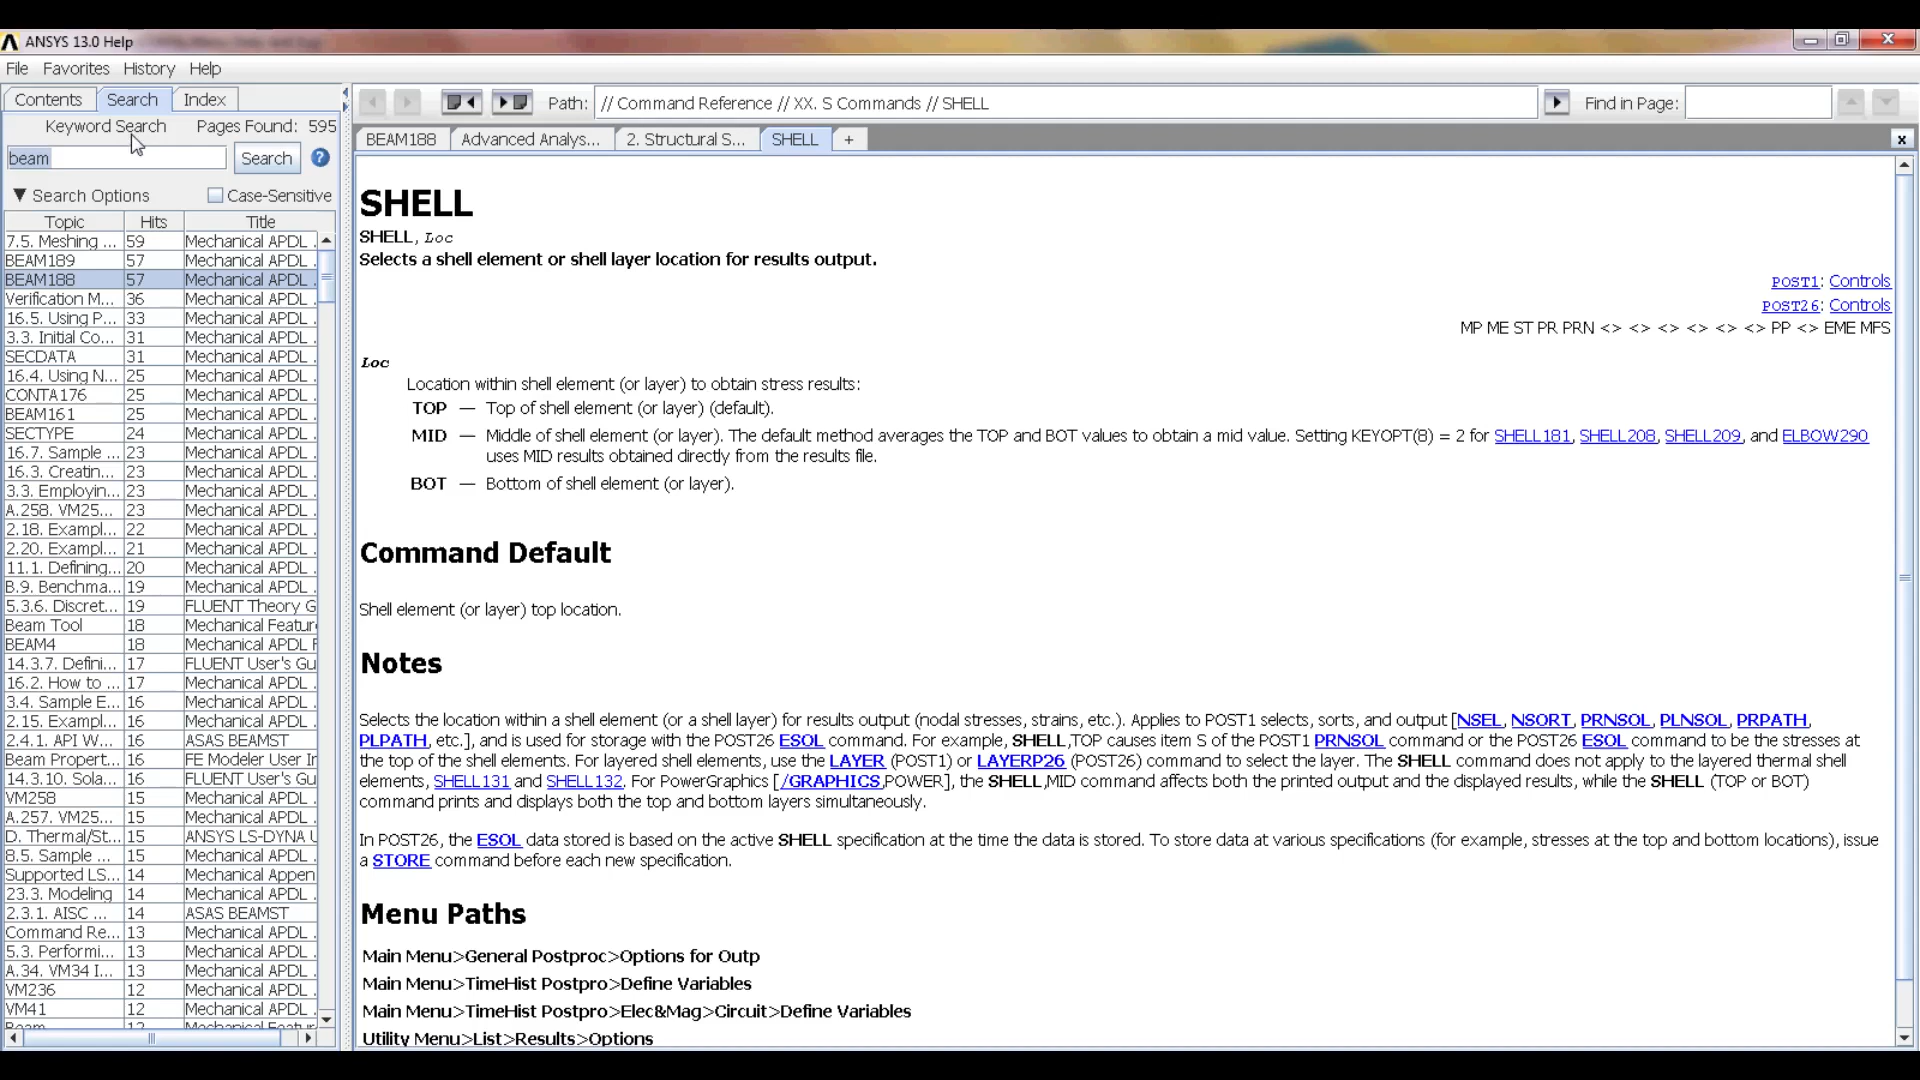 ANSYS 13.0 Help
File Favorites History Help
Contents Search Index
Keyword Search Pages Found: 595
beam Search ?
Search Options Case-Sensitive
Topic Hits Title
7.5. Meshing ... 59 Mechanical APDL .
BEAM189 57 Mechanical APDL .
BEAM188 57 Mechanical APDL .
Verification M... 36 Mechanical APDL .
16.5. Using P... 33 Mechanical APDL .
3.3. Initial Co... 31 Mechanical APDL .
SECDATA 31 Mechanical APDL .
16.4. Using N... 25 Mechanical APDL .
CONTA176 25 Mechanical APDL .
BEAM161 25 Mechanical APDL .
SECTYPE 24 Mechanical APDL .
16.7. Sample ... 23 Mechanical APDL .
16.3. Creatin... 23 Mechanical APDL .
3.3. Employin... 23 Mechanical APDL .
A.258. VM25... 23 Mechanical APDL .
2.18. Exampl... 22 Mechanical APDL .
2.20. Exampl... 21 Mechanical APDL .
11.1. Defining... 20 Mechanical APDL .
B.9. Benchma... 19 Mechanical APDL .
5.3.6. Discret... 19 FLUENT Theory G
Beam Tool 18 Mechanical Featur
BEAM4 18 Mechanical APDL F
14.3.7. Defini... 17 FLUENT User's Gu
16.2. How to ... 17 Mechanical APDL .
3.4. Sample E... 16 Mechanical APDL .
2.15. Exampl... 16 Mechanical APDL .
2.4.1. API W... 16 ASAS BEAMST
Beam Propert... 16 FE Modeler User In
14.3.10. Sola... 16 FLUENT User's Gu
VM258 15 Mechanical APDL .
A.257. VM25... 15 Mechanical APDL .
D. Thermal/St... 15 ANSYS LS-DYNA U
8.5. Sample ... 15 Mechanical APDL .
Supported LS... 14 Mechanical Appen
23.3. Modeling 14 Mechanical APDL .
2.3.1. AISC ... 14 ASAS BEAMST
Command Re... 13 Mechanical APDL .
5.3. Performi... 13 Mechanical APDL .
A.34. VM34 I... 13 Mechanical APDL .
VM236 12 Mechanical APDL .
VM41 12 Mechanical APDL .
Beam 12 Mechanical Featur
Path: // Command Reference // XX. S Commands // SHELL Find in Page:
BEAM188 Advanced Analys... 2. Structural S... SHELL +
SHELL
SHELL, Loc
Selects a shell element or shell layer location for results output.
POST1: Controls
POST26: Controls
MP ME ST PR PRN <> <> <> <> <> <> PP <> EME MFS
Loc
Location within shell element (or layer) to obtain stress results:
TOP — Top of shell element (or layer) (default).
MID — Middle of shell element (or layer). The default method averages the TOP and BOT values to obtain a mid value. Setting KEYOPT(8) = 2 for SHELL181, SHELL208, SHELL209, and ELBOW290
uses MID results obtained directly from the results file.
BOT — Bottom of shell element (or layer).
Command Default
Shell element (or layer) top location.
Notes
Selects the location within a shell element (or a shell layer) for results output (nodal stresses, strains, etc.). Applies to POST1 selects, sorts, and output [NSEL, NSORT, PRNSOL, PLNSOL, PRPATH,
PLPATH, etc.], and is used for storage with the POST26 ESOL command. For example, SHELL,TOP causes item S of the POST1 PRNSOL command or the POST26 ESOL command to be the stresses at
the top of the shell elements. For layered shell elements, use the LAYER (POST1) or LAYERP26 (POST26) command to select the layer. The SHELL command does not apply to the layered thermal shell
elements, SHELL131 and SHELL132. For PowerGraphics [/GRAPHICS,POWER], the SHELL,MID command affects both the printed output and the displayed results, while the SHELL (TOP or BOT)
command prints and displays both the top and bottom layers simultaneously.
In POST26, the ESOL data stored is based on the active SHELL specification at the time the data is stored. To store data at various specifications (for example, stresses at the top and bottom locations), issue
a STORE command before each new specification.
Menu Paths
Main Menu>General Postproc>Options for Outp
Main Menu>TimeHist Postpro>Define Variables
Main Menu>TimeHist Postpro>Elec&Mag>Circuit>Define Variables
Utility Menu>List>Results>Options